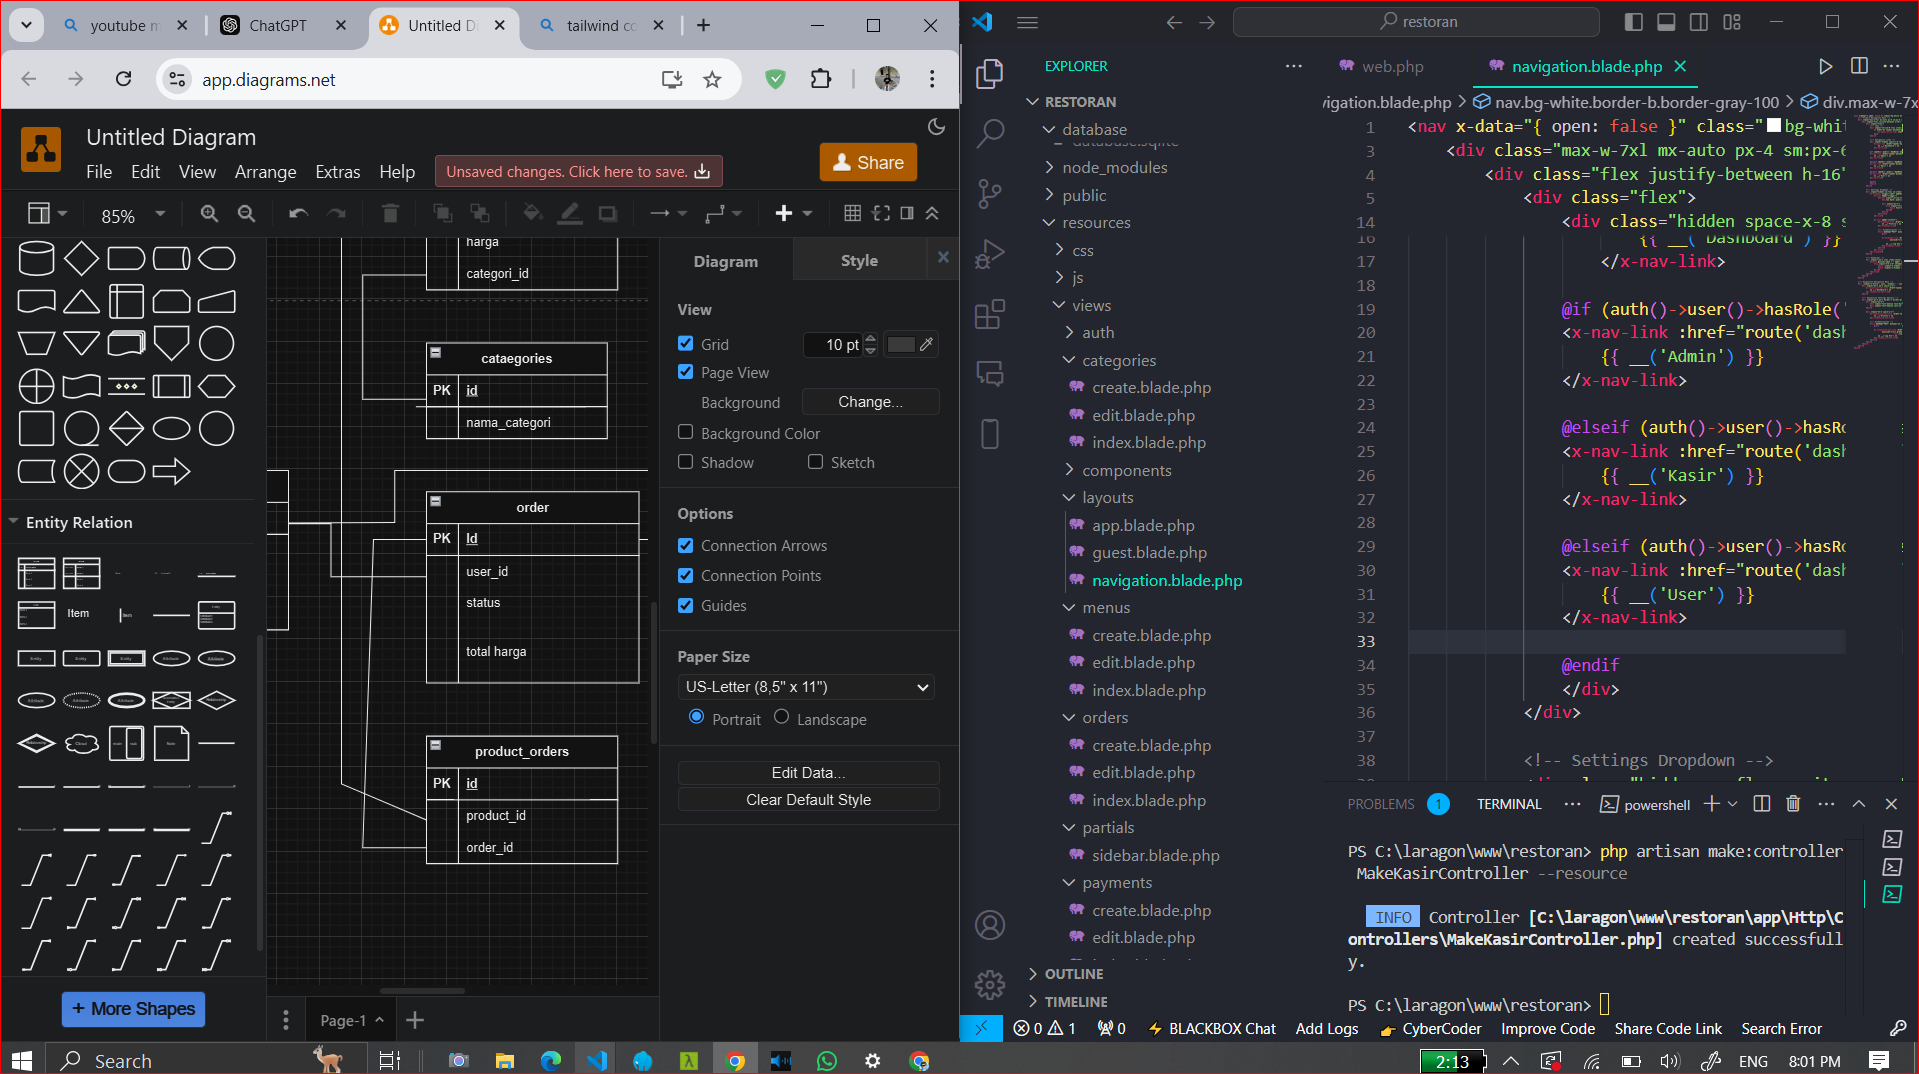 youtube m
ChatGPT
Untitled D
tailwind co
app.diagrams.net
Untitled Diagram
File Edit View Arrange Extras Help
Unsaved changes. Click here to save.
Share
85%
harga
categori_id
cataegories
PK id
nama_categori
order
PK Id
user_id
status
total harga
product_orders
PK id
product_id
order_id
Entity Relation
Item
+ More Shapes
Page-1
Diagram Style
View
Grid 10 pt
Page View
Background Change...
Background Color
Shadow Sketch
Options
Connection Arrows
Connection Points
Guides
Paper Size
US-Letter (8,5" x 11")
Portrait Landscape
Edit Data...
Clear Default Style
restoran
EXPLORER
RESTORAN
database
database.sqlite
node_modules
public
resources
css
js
views
auth
categories
create.blade.php
edit.blade.php
index.blade.php
components
layouts
app.blade.php
guest.blade.php
navigation.blade.php
menus
create.blade.php
edit.blade.php
index.blade.php
orders
create.blade.php
edit.blade.php
index.blade.php
partials
sidebar.blade.php
payments
create.blade.php
edit.blade.php
OUTLINE
TIMELINE
web.php
navigation.blade.php
vigation.blade.php > nav.bg-white.border-b.border-gray-100 > div.max-w-7x
1 <nav x-data="{ open: false }" class="bg-whit
3 <div class="max-w-7xl mx-auto px-4 sm:px-6
4 <div class="flex justify-between h-16"
5 <div class="flex">
14 <div class="hidden space-x-8 s
16 {{ __('Dashboard') }}
17 </x-nav-link>
18
19 @if (auth()->user()->hasRole('
20 <x-nav-link :href="route('dash
21 {{ __('Admin') }}
22 </x-nav-link>
23
24 @elseif (auth()->user()->hasRo
25 <x-nav-link :href="route('dash
26 {{ __('Kasir') }}
27 </x-nav-link>
28
29 @elseif (auth()->user()->hasRo
30 <x-nav-link :href="route('dash
31 {{ __('User') }}
32 </x-nav-link>
33
34 @endif
35 </div>
36 </div>
37
38 <!-- Settings Dropdown -->
PROBLEMS 1 TERMINAL ... powershell
PS C:\laragon\www\restoran> php artisan make:controller
MakeKasirController --resource
INFO Controller [C:\laragon\www\restoran\app\Http\C
ontrollers\MakeKasirController.php] created successfull
y.
PS C:\laragon\www\restoran>
0 1 0 BLACKBOX Chat Add Logs CyberCoder Improve Code Share Code Link Search Error
Search
2:13
ENG
8:01 PM